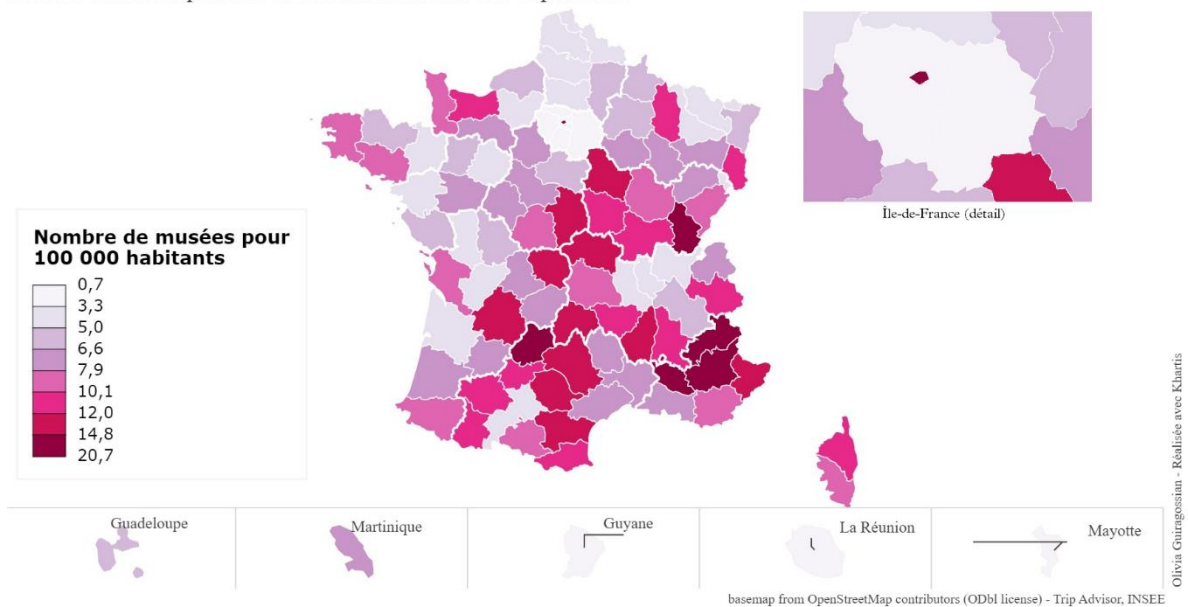 Île-de-France (détail)
Nombre de musées pour
100 000 habitants
0,7
3,3
5,0
6,6
7,9
10,1
12,0
14,8
20,7
Olivia Guiragossian - Réalisée avec Khartis
Guadeloupe
Martinique
Guyane
La Réunion
Mayotte
basemap from OpenStreetMap contributors (ODbl license) - Trip Advisor, INSEE